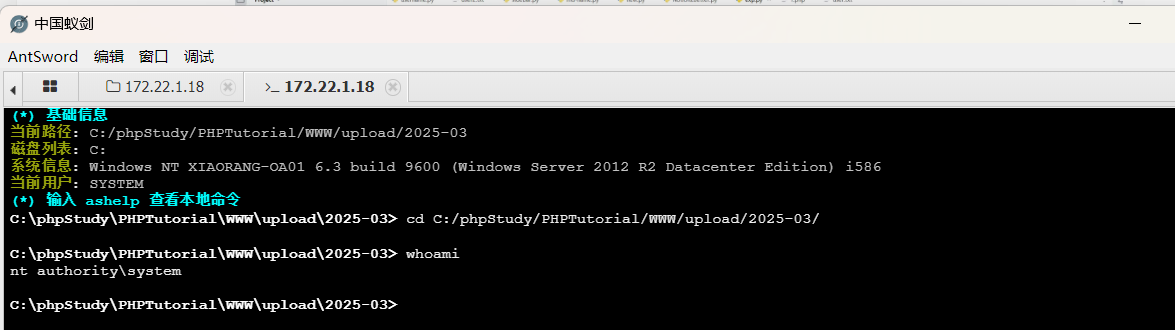 中国蚁剑
AntSword 编辑 窗口 调试
172.22.1.18 >_ 172.22.1.18
(*) 基础信息
当前路径: C:/phpStudy/PHPTutorial/WWW/upload/2025-03
磁盘列表: C:
系统信息: Windows NT XIAORANG-OA01 6.3 build 9600 (Windows Server 2012 R2 Datacenter Edition) i586
当前用户: SYSTEM
(*) 输入 ashelp 查看本地命令
C:\phpStudy\PHPTutorial\WWW\upload\2025-03> cd C:/phpStudy/PHPTutorial/WWW/upload/2025-03/
C:\phpStudy\PHPTutorial\WWW\upload\2025-03> whoami
nt authority\system
C:\phpStudy\PHPTutorial\WWW\upload\2025-03>